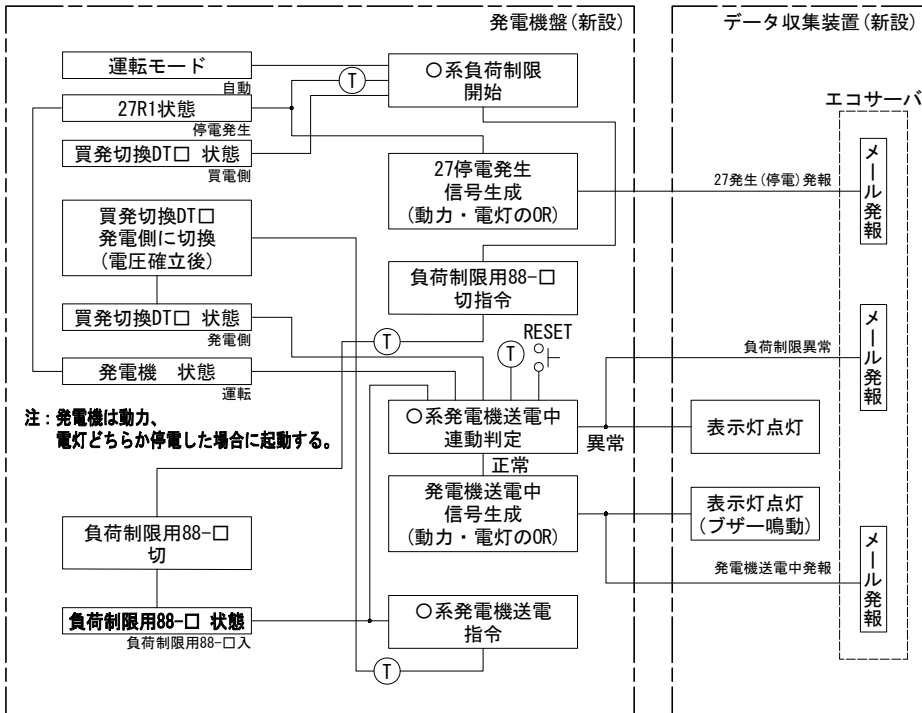 発電機盤(新設)
データ収集装置(新設)
運転モード
自動
27R1状態
停電発生
買発切換DT□ 状態
買電側
買発切換DT□
発電側に切換
(電圧確立後)
買発切換DT□ 状態
発電側
発電機 状態
運転
注：発電機は動力、
電灯どちらか停電した場合に起動する。
負荷制限用88-□
切
負荷制限用88-□ 状態
負荷制限用88-□入
T
○系負荷制限
開始
27停電発生
信号生成
(動力・電灯のOR)
負荷制限用88-□
切指令
T
T
RESET
○系発電機送電中
連動判定
異常
正常
発電機送電中
信号生成
(動力・電灯のOR)
○系発電機送電
指令
T
エコサーバ
27発生(停電)発報
メール発報
負荷制限異常
メール発報
表示灯点灯
表示灯点灯
(ブザー鳴動)
発電機送電中発報
メール発報